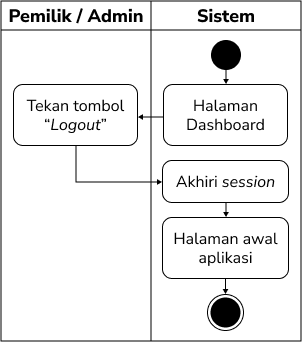 Pemilik / Admin
Sistem
Halaman
Dashboard
Tekan tombol
“Logout”
Akhiri session
Halaman awal
aplikasi